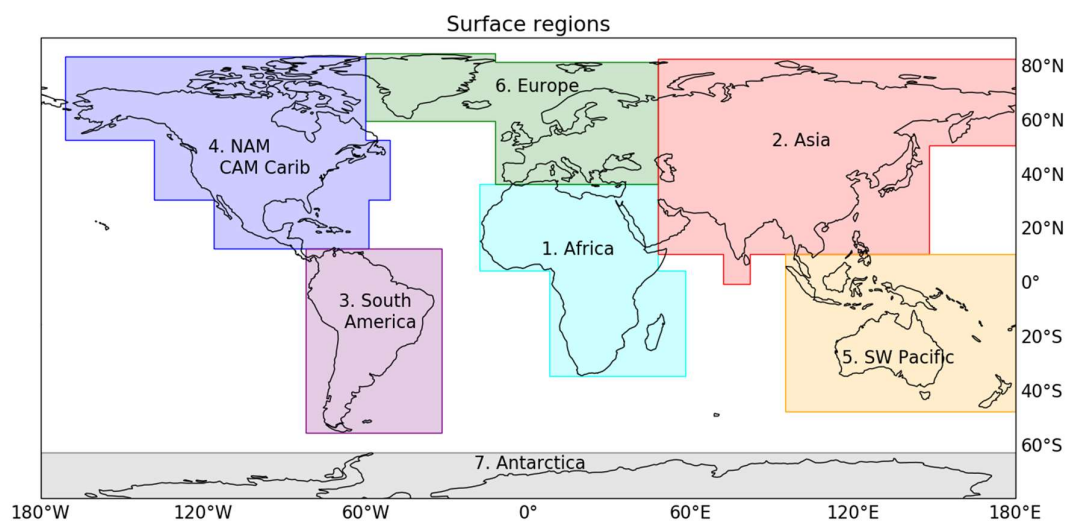 Surface regions
80°N
6. Europe
60°N
4. NAM
CAM Carib
2. Asia
40°N
20°N
1. Africa
0°
3. South
America
20°S
5. SW Pacific
40°S
60°S
7. Antarctica
180°W
120°W
60°W
0°
60°E
120°E
180°E